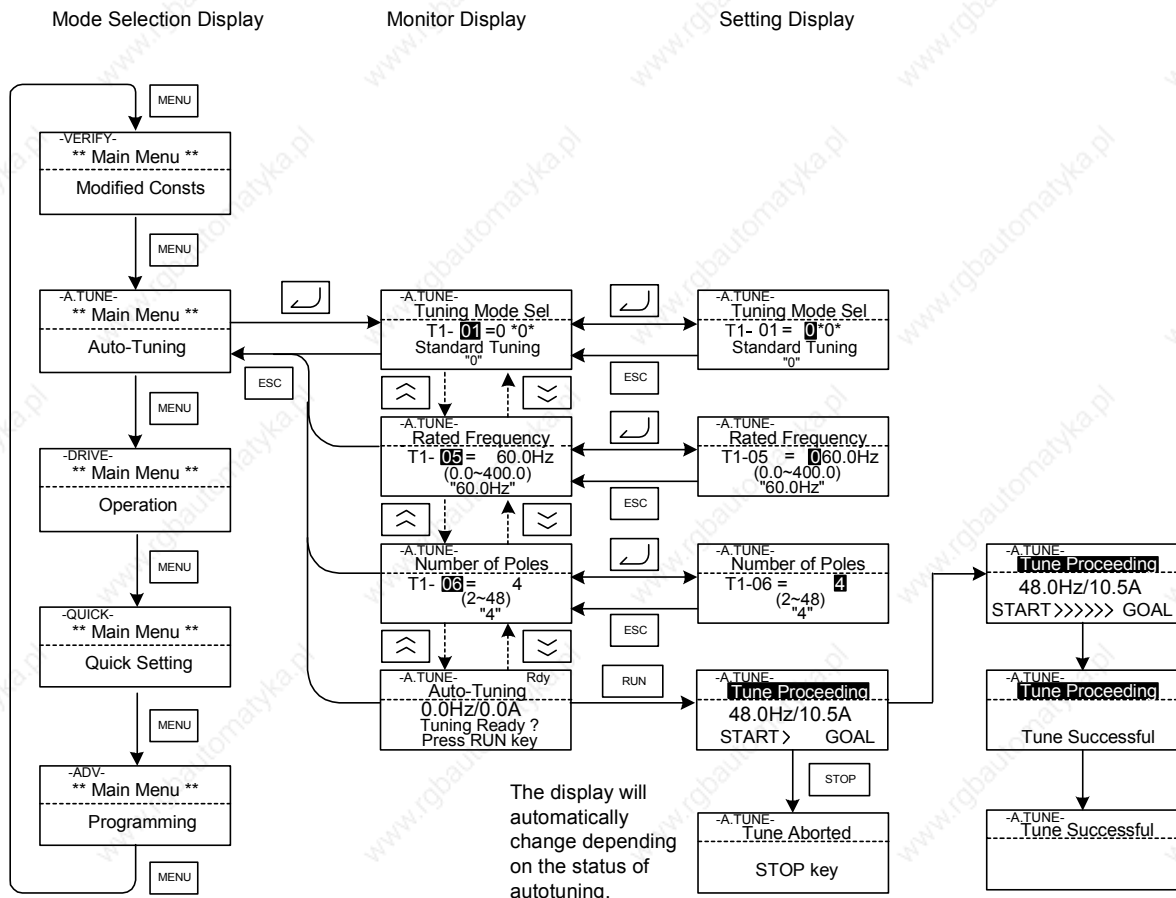 Mode Selection Display
Monitor Display
Setting Display
MENU
-VERIFY-
** Main Menu **
Modified Consts
MENU
-A.TUNE-
** Main Menu **
Auto-Tuning
MENU
-DRIVE-
** Main Menu **
Operation
MENU
-QUICK-
** Main Menu **
Quick Setting
MENU
-ADV-
** Main Menu **
Programming
MENU
ESC
-A.TUNE-
Tuning Mode Sel
T1- 01 =0 *0*
Standard Tuning
"0"
-A.TUNE-
Rated Frequency
T1- 05 = 60.0Hz
(0.0~400.0)
"60.0Hz"
-A.TUNE-
Number of Poles
T1- 06 = 4
(2~48)
"4"
-A.TUNE- Rdy
Auto-Tuning
0.0Hz/0.0A
Tuning Ready ?
Press RUN key
The display will
automatically
change depending
on the status of
autotuning.
ESC
ESC
ESC
RUN
-A.TUNE-
Tuning Mode Sel
T1- 01 = 0*0*
Standard Tuning
"0"
-A.TUNE-
Rated Frequency
T1-05 = 060.0Hz
(0.0~400.0)
"60.0Hz"
-A.TUNE-
Number of Poles
T1-06 = 4
(2~48)
"4"
-A.TUNE-
Tune Proceeding
48.0Hz/10.5A
START > GOAL
STOP
-A.TUNE-
Tune Aborted
STOP key
-A.TUNE-
Tune Proceeding
48.0Hz/10.5A
START >>>>>> GOAL
-A.TUNE-
Tune Proceeding
Tune Successful
-A.TUNE-
Tune Successful
www.rgbautomatyka.pl